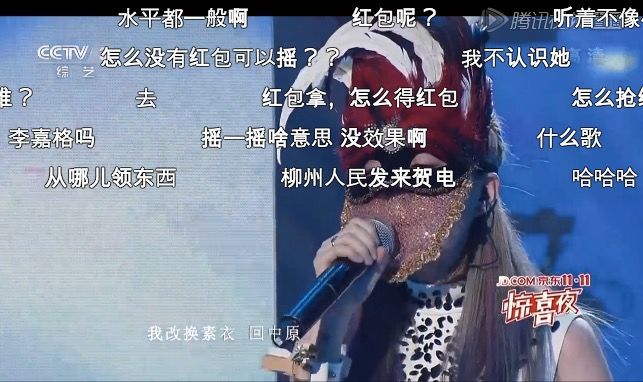 水平都一般啊 红包呢？ 听着不像
CCTV 怎么没有红包可以摇？？ 我不认识她
综艺
去 红包拿，怎么得红包 怎么抢红
李嘉格吗 摇一摇啥意思 没效果啊 什么歌
从哪儿领东西 柳州人民发来贺电 哈哈哈
JD.COM 京东 11·11
惊喜夜
我改换素衣 回中原